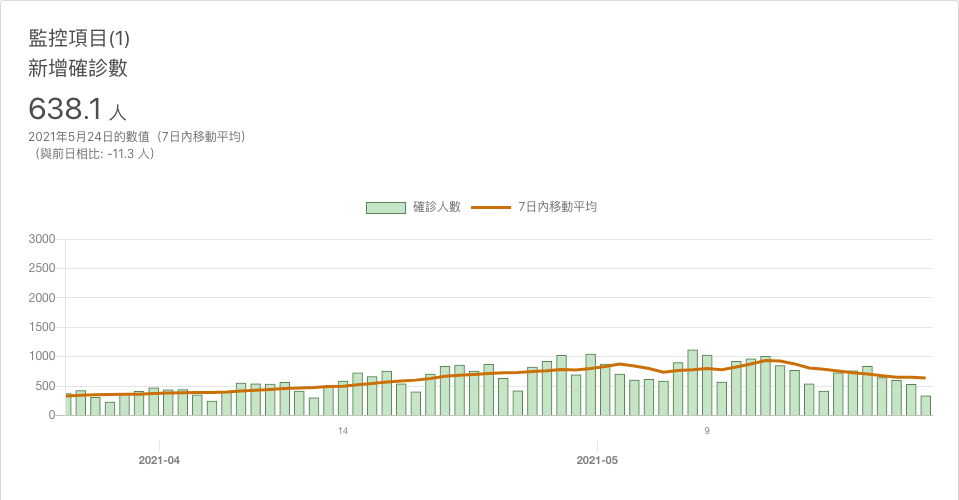 監控項目(1)
新增確診數
638.1 人
2021年5月24日的數值（7日內移動平均）
（與前日相比: -11.3 人）
確診人數 7日內移動平均
3000
2500
2000
1500
1000
500
0
14 9
2021-04 2021-05